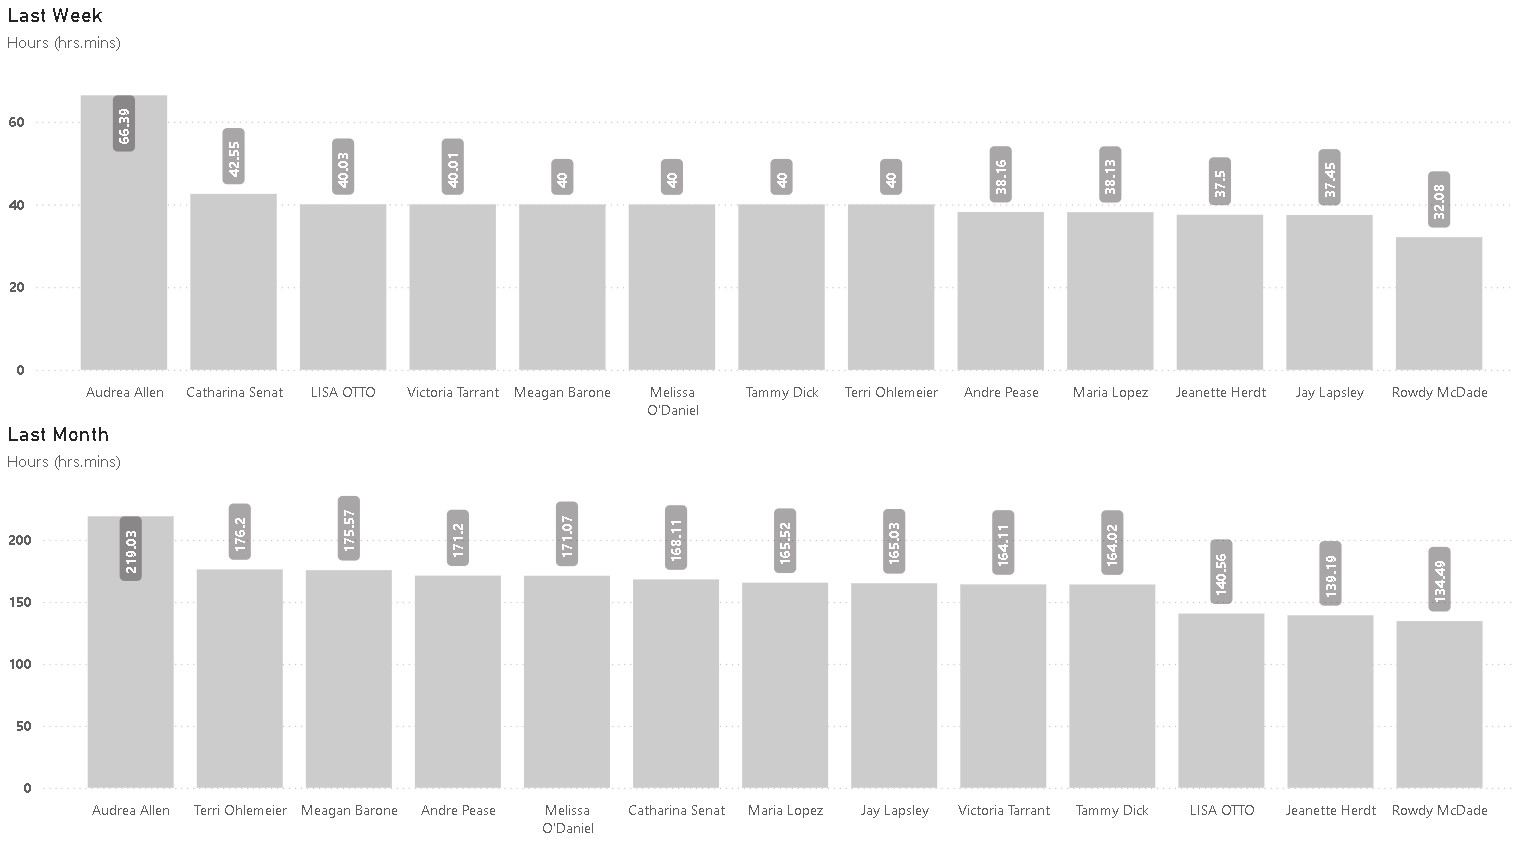 Last Week
Hours (hrs.mins)
60
40
20
0
66.39
42.55
40.03
40.01
40
40
40
40
38.16
38.13
37.5
37.45
32.08
Audrea Allen
Catharina Senat
LISA OTTO
Victoria Tarrant
Meagan Barone
Melissa
O'Daniel
Tammy Dick
Terri Ohlemeier
Andre Pease
Maria Lopez
Jeanette Herdt
Jay Lapsley
Rowdy McDade
Last Month
Hours (hrs.mins)
200
150
100
50
0
219.03
176.2
175.57
171.2
171.07
168.11
165.52
165.03
164.11
164.02
140.56
139.19
134.49
Audrea Allen
Terri Ohlemeier
Meagan Barone
Andre Pease
Melissa
O'Daniel
Catharina Senat
Maria Lopez
Jay Lapsley
Victoria Tarrant
Tammy Dick
LISA OTTO
Jeanette Herdt
Rowdy McDade